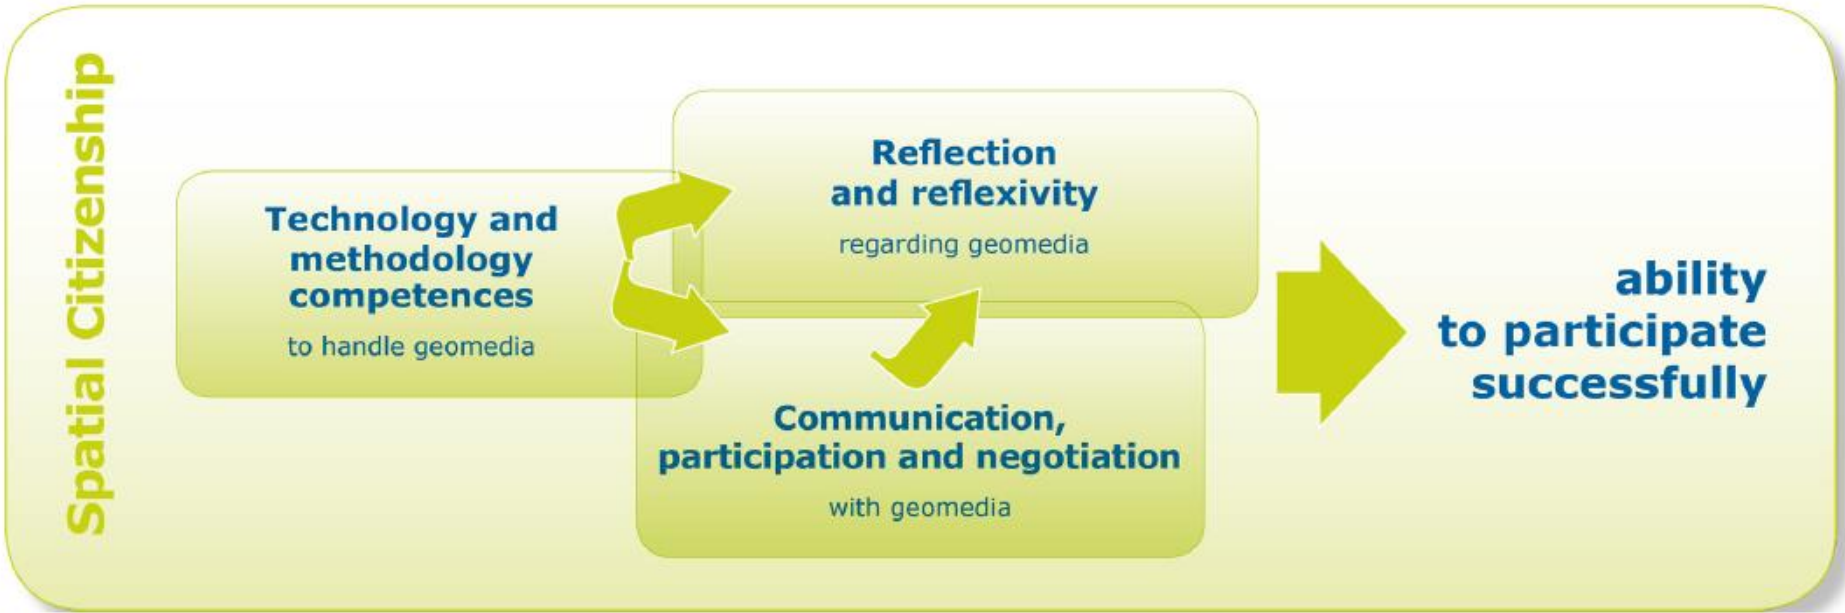 Spatial Citizenship
Technology and
methodology
competences
to handle geomedia
Reflection
and reflexivity
regarding geomedia
Communication,
participation and negotiation
with geomedia
ability
to participate
successfully